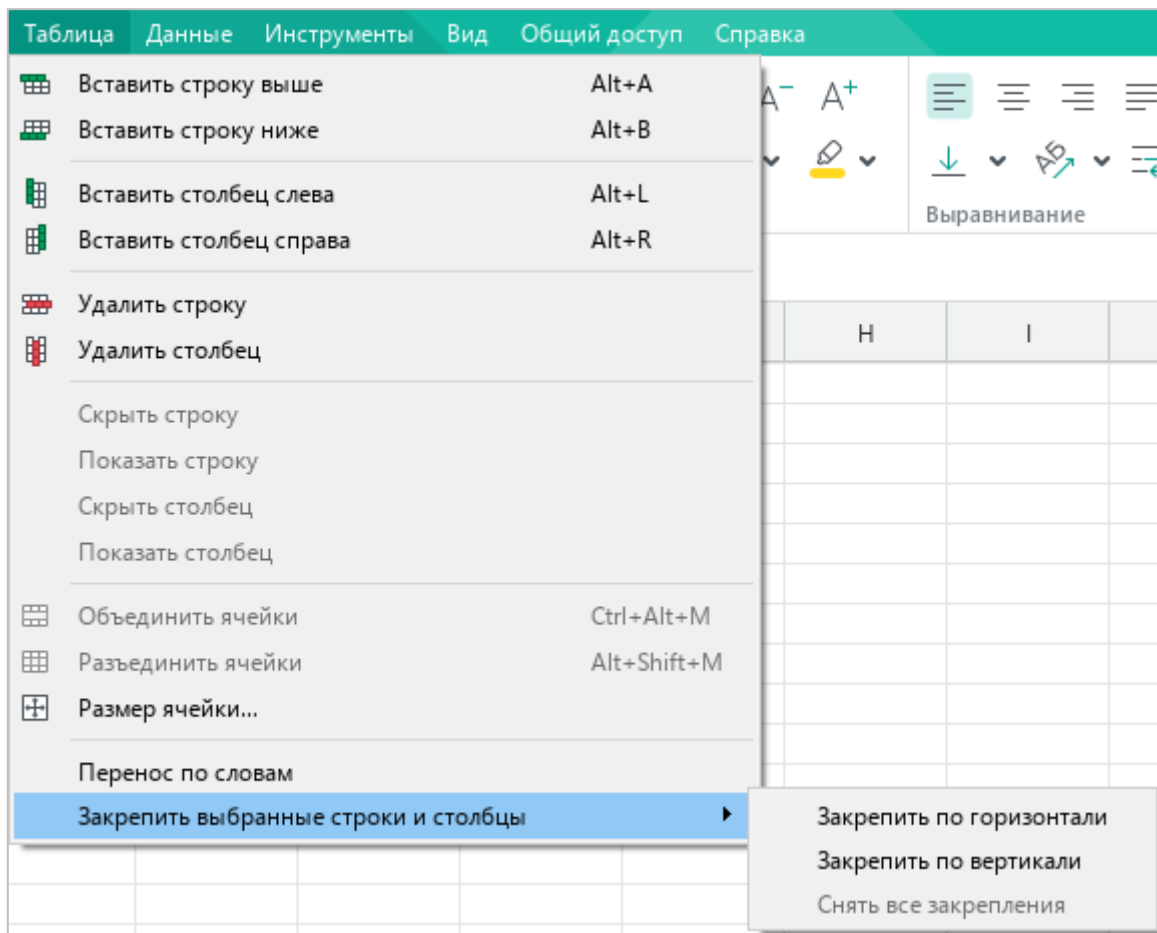 Таблица Данные Инструменты Вид Общий доступ Справка
Вставить строку выше Alt+A
Вставить строку ниже Alt+B
Вставить столбец слева Alt+L
Вставить столбец справа Alt+R
Удалить строку
Удалить столбец
Скрыть строку
Показать строку
Скрыть столбец
Показать столбец
Объединить ячейки Ctrl+Alt+M
Разъединить ячейки Alt+Shift+M
Размер ячейки...
Перенос по словам
Закрепить выбранные строки и столбцы
Закрепить по горизонтали
Закрепить по вертикали
Снять все закрепления
A− A+
АБ
Выравнивание
H I